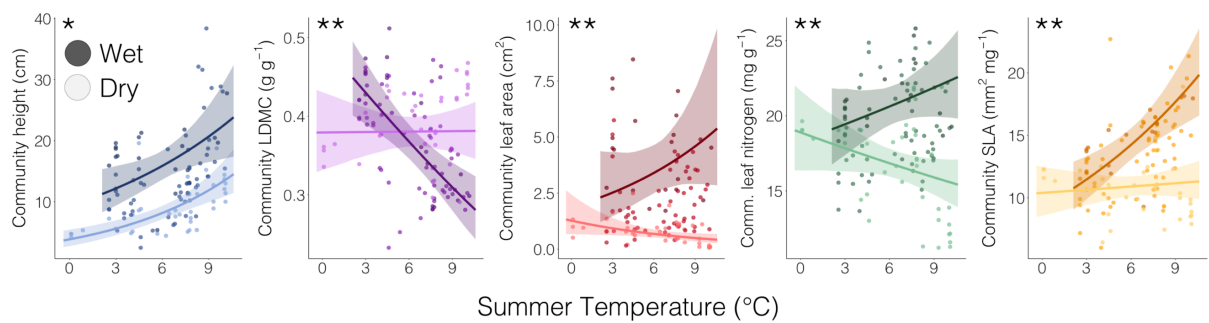 *
Wet
Dry
Community height (cm)
40
30
20
10
0 3 6 9
**
Community LDMC (g g⁻¹)
0.5
0.4
0.3
0 3 6 9
**
Community leaf area (cm²)
10.0
7.5
5.0
2.5
0.0
0 3 6 9
**
Comm. leaf nitrogen (mg g⁻¹)
25
20
15
0 3 6 9
**
Community SLA (mm² mg⁻¹)
20
15
10
0 3 6 9
Summer Temperature (°C)